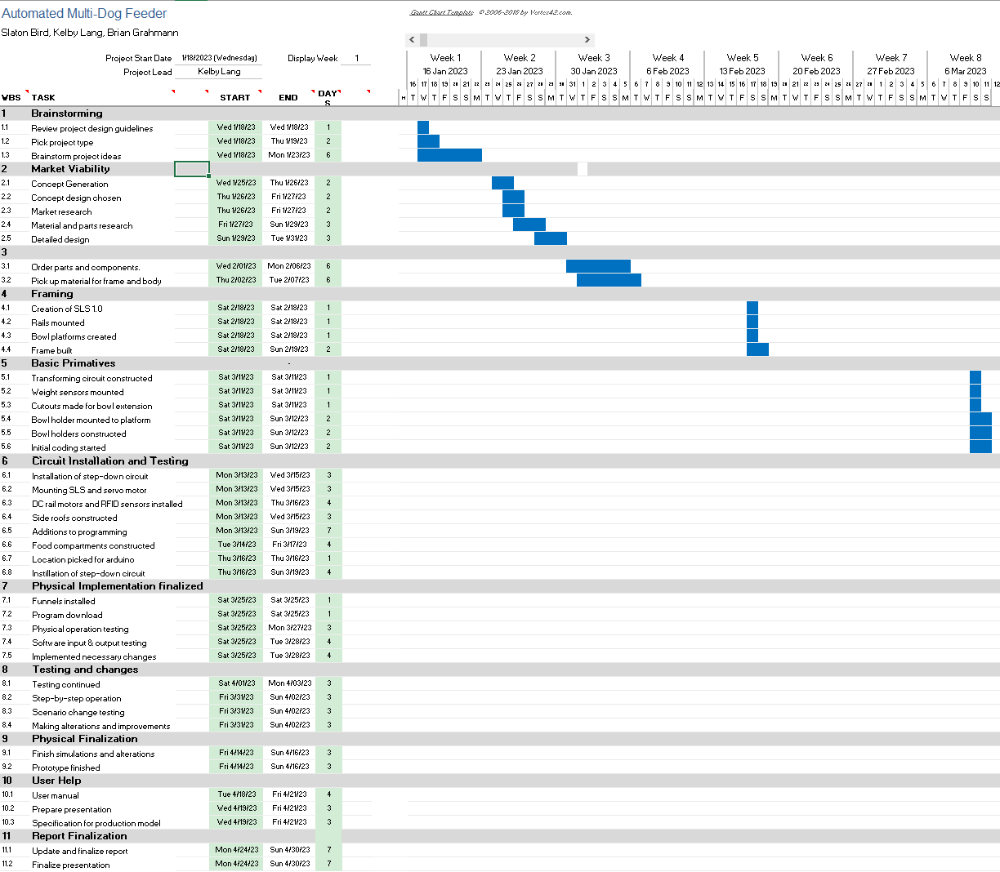 Automated Multi-Dog Feeder
Gantt Chart Template © 2006-2018 by Vertex42.com.
Slaton Bird, Kelby Lang, Brian Grahmann
Project Start Date 1/18/2023 (Wednesday) Display Week 1
Project Lead Kelby Lang
Week 1 Week 2 Week 3 Week 4 Week 5 Week 6 Week 7 Week 8
16 Jan 2023 23 Jan 2023 30 Jan 2023 6 Feb 2023 13 Feb 2023 20 Feb 2023 27 Feb 2023 6 Mar 2023
16 17 18 19 20 21 22 23 24 25 26 27 28 29 30 31 1 2 3 4 5 6 7 8 9 10 11 12 13 14 15 16 17 18 19 20 21 22 23 24 25 26 27 28 1 2 3 4 5 6 7 8 9 10 11 12
WBS TASK START END DAYS M T W T F S S M T W T F S S M T W T F S S M T W T F S S M T W T F S S M T W T F S S M T W T F S S M T W T F S S
1 Brainstorming
1.1 Review project design guidelines Wed 1/18/23 Wed 1/18/23 1
1.2 Pick project type Wed 1/18/23 Thu 1/19/23 2
1.3 Brainstorm project ideas Wed 1/18/23 Mon 1/23/23 6
2 Market Viability
2.1 Concept Generation Wed 1/25/23 Thu 1/26/23 2
2.2 Concept design chosen Thu 1/26/23 Fri 1/27/23 2
2.3 Market research Thu 1/26/23 Fri 1/27/23 2
2.4 Material and parts research Fri 1/27/23 Sun 1/29/23 3
2.5 Detailed design Sun 1/29/23 Tue 1/31/23 3
3
3.1 Order parts and components. Wed 2/01/23 Mon 2/06/23 6
3.2 Pick up material for frame and body Thu 2/02/23 Tue 2/07/23 6
4 Framing
4.1 Creation of SLS 1.0 Sat 2/18/23 Sat 2/18/23 1
4.2 Rails mounted Sat 2/18/23 Sat 2/18/23 1
4.3 Bowl platforms created Sat 2/18/23 Sat 2/18/23 1
4.4 Frame built Sat 2/18/23 Sun 2/19/23 2
5 Basic Primatives -
5.1 Transforming circuit constructed Sat 3/11/23 Sat 3/11/23 1
5.2 Weight sensors mounted Sat 3/11/23 Sat 3/11/23 1
5.3 Cutouts made for bowl extension Sat 3/11/23 Sat 3/11/23 1
5.4 Bowl holder mounted to platform Sat 3/11/23 Sun 3/12/23 2
5.5 Bowl holders constructed Sat 3/11/23 Sun 3/12/23 2
5.6 Initial coding started Sat 3/11/23 Sun 3/12/23 2
6 Circuit Installation and Testing
6.1 Installation of step-down circuit Mon 3/13/23 Wed 3/15/23 3
6.2 Mounting SLS and servo motor Mon 3/13/23 Wed 3/15/23 3
6.3 DC rail motors and RFID sensors installed Mon 3/13/23 Thu 3/16/23 4
6.4 Side roofs constructed Mon 3/13/23 Wed 3/15/23 3
6.5 Additions to programming Mon 3/13/23 Sun 3/19/23 7
6.6 Food compartments constructed Tue 3/14/23 Fri 3/17/23 4
6.7 Location picked for arduino Thu 3/16/23 Thu 3/16/23 1
6.8 Instillation of step-down circuit Thu 3/16/23 Sun 3/19/23 4
7 Physical Implementation finalized
7.1 Funnels installed Sat 3/25/23 Sat 3/25/23 1
7.2 Program download Sat 3/25/23 Sat 3/25/23 1
7.3 Physical operation testing Sat 3/25/23 Mon 3/27/23 3
7.4 Software input & output testing Sat 3/25/23 Tue 3/28/23 4
7.5 Implemented necessary changes Sat 3/25/23 Tue 3/28/23 4
8 Testing and changes
8.1 Testing continued Sat 4/01/23 Mon 4/03/23 3
8.2 Step-by-step operation Fri 3/31/23 Sun 4/02/23 3
8.3 Scenario change testing Fri 3/31/23 Sun 4/02/23 3
8.4 Making alterations and improvements Fri 3/31/23 Sun 4/02/23 3
9 Physical Finalization
9.1 Finish simulations and alterations Fri 4/14/23 Sun 4/16/23 3
9.2 Prototype finished Fri 4/14/23 Sun 4/16/23 3
10 User Help
10.1 User manual Tue 4/18/23 Fri 4/21/23 4
10.2 Prepare presentation Wed 4/19/23 Fri 4/21/23 3
10.3 Specification for production model Wed 4/19/23 Fri 4/21/23 3
11 Report Finalization
11.1 Update and finalize report Mon 4/24/23 Sun 4/30/23 7
11.2 Finalize presentation Mon 4/24/23 Sun 4/30/23 7